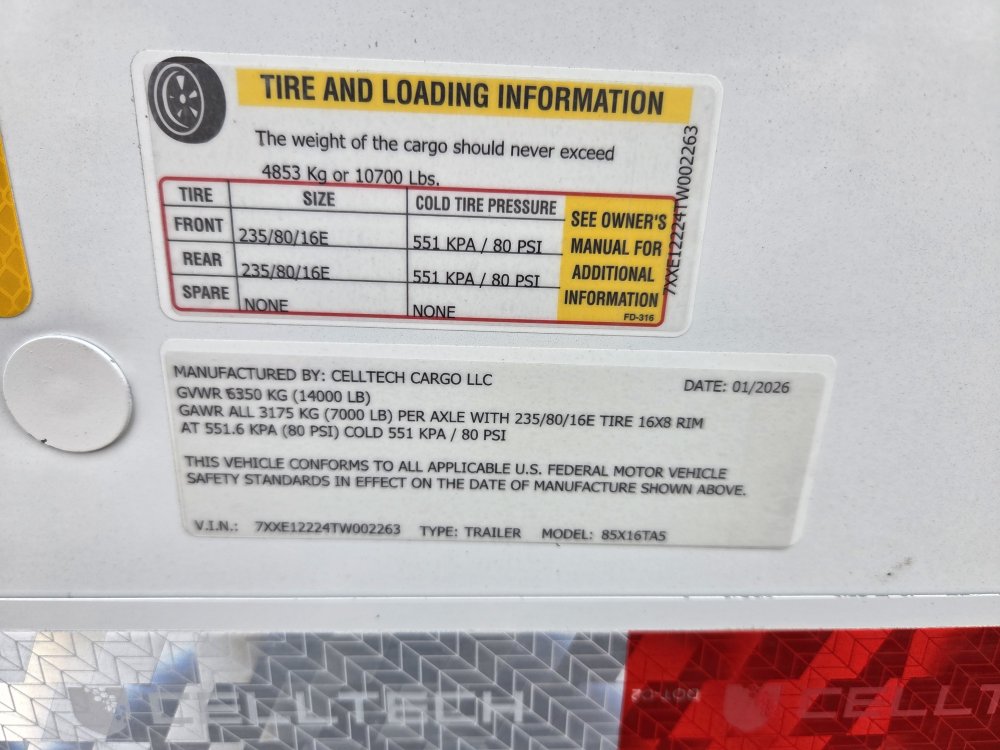 TIRE AND LOADING INFORMATION
The weight of the cargo should never exceed
4853 Kg or 10700 Lbs.
TIRE SIZE COLD TIRE PRESSURE
FRONT 235/80/16E 551 KPA / 80 PSI
REAR 235/80/16E 551 KPA / 80 PSI
SPARE NONE NONE
SEE OWNER'S
MANUAL FOR
ADDITIONAL
INFORMATION
FD-316
7XXE12224TW002263
MANUFACTURED BY: CELLTECH CARGO LLC DATE: 01/2026
GVWR 6350 KG (14000 LB)
GAWR ALL 3175 KG (7000 LB) PER AXLE WITH 235/80/16E TIRE 16X8 RIM
AT 551.6 KPA (80 PSI) COLD 551 KPA / 80 PSI
THIS VEHICLE CONFORMS TO ALL APPLICABLE U.S. FEDERAL MOTOR VEHICLE
SAFETY STANDARDS IN EFFECT ON THE DATE OF MANUFACTURE SHOWN ABOVE.
V.I.N.: 7XXE12224TW002263 TYPE: TRAILER MODEL: 85X16TA5
CELLTECH
DOT-C2
CELLT